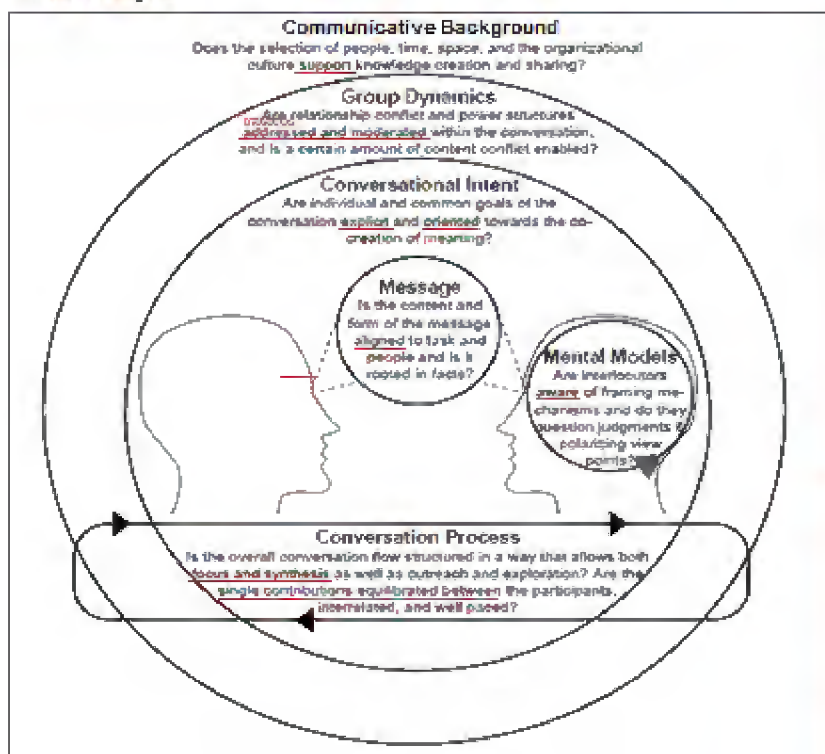 Communicative Background
Does the selection of people, time, space, and the organizational
culture support knowledge creation and sharing?
Group Dynamics
Are relationship conflict and power structures
addressed and moderated within the conversation,
and is a certain amount of content conflict enabled?
Conversational Intent
Are individual and common goals of the
conversation explicit and oriented towards the co-
creation of meaning?
Message
Is the content and
form of the message
aligned to task and
people and is it
rooted in facts?
Mental Models
Are interlocutors
aware of framing me-
chanisms and do they
question judgments &
polarizing view
points?
Conversation Process
Is the overall conversation flow structured in a way that allows both
focus and synthesis as well as outreach and exploration? Are the
single contributions equilibrated between the participants,
interrelated, and well paced?